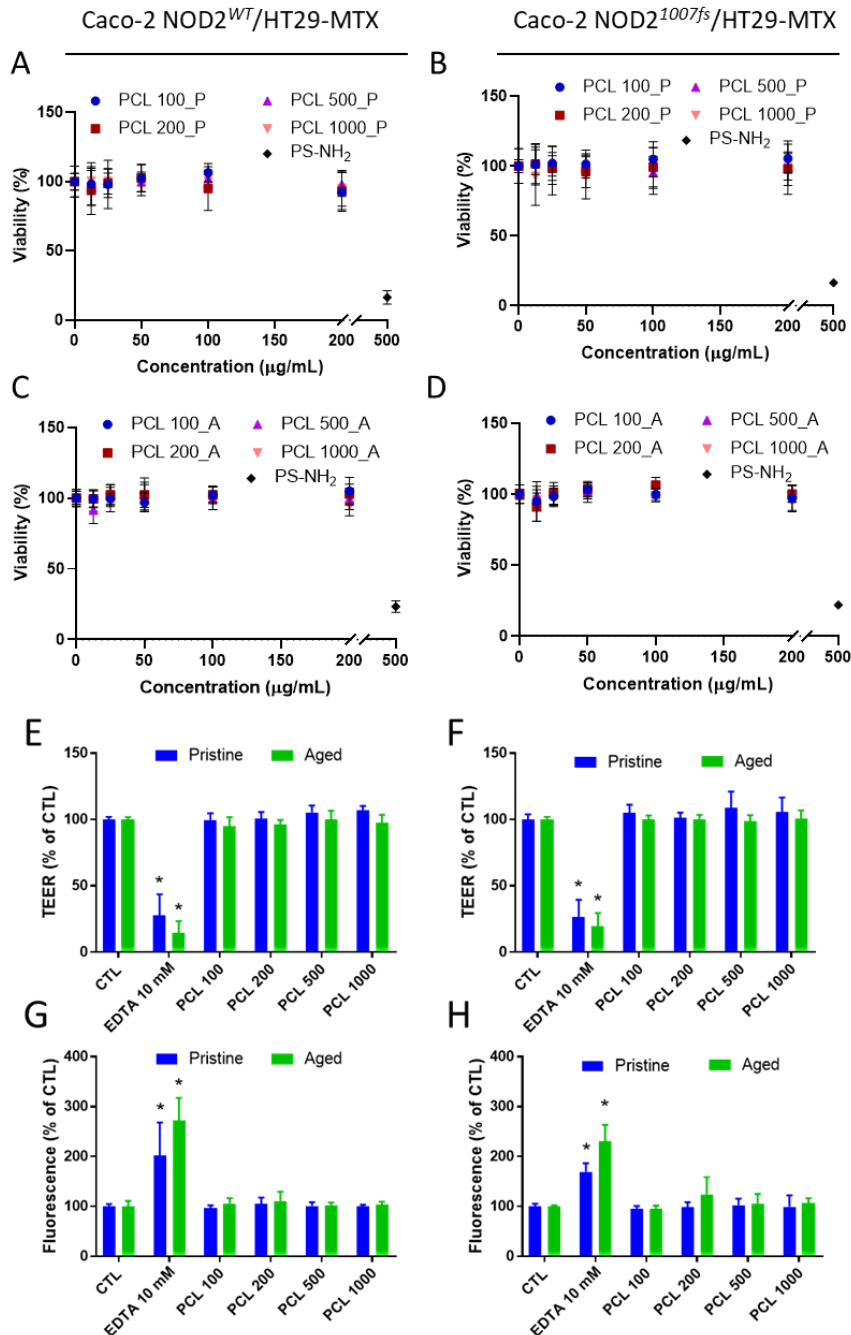 Caco-2 NOD2WT/HT29-MTX
Caco-2 NOD21007fs/HT29-MTX
A
PCL 100_P
PCL 500_P
PCL 200_P
PCL 1000_P
PS-NH2
150
100
50
0
Viability (%)
0
50
100
150
200
500
Concentration (µg/mL)
B
PCL 100_P
PCL 500_P
PCL 200_P
PCL 1000_P
PS-NH2
150
100
50
0
Viability (%)
0
50
100
150
200
500
Concentration (µg/mL)
C
PCL 100_A
PCL 500_A
PCL 200_A
PCL 1000_A
PS-NH2
150
100
50
0
Viability (%)
0
50
100
150
200
500
Concentration (µg/mL)
D
PCL 100_A
PCL 500_A
PCL 200_A
PCL 1000_A
PS-NH2
150
100
50
0
Viability (%)
0
50
100
150
200
500
Concentration (µg/mL)
E
Pristine
Aged
150
100
50
0
TEER (% of CTL)
* *
CTL
EDTA 10 mM
PCL 100
PCL 200
PCL 500
PCL 1000
F
Pristine
Aged
150
100
50
0
TEER (% of CTL)
* *
CTL
EDTA 10 mM
PCL 100
PCL 200
PCL 500
PCL 1000
G
Pristine
Aged
400
300
200
100
0
Fluorescence (% of CTL)
* *
CTL
EDTA 10 mM
PCL 100
PCL 200
PCL 500
PCL 1000
H
Pristine
Aged
400
300
200
100
0
Fluorescence (% of CTL)
* *
CTL
EDTA 10 mM
PCL 100
PCL 200
PCL 500
PCL 1000